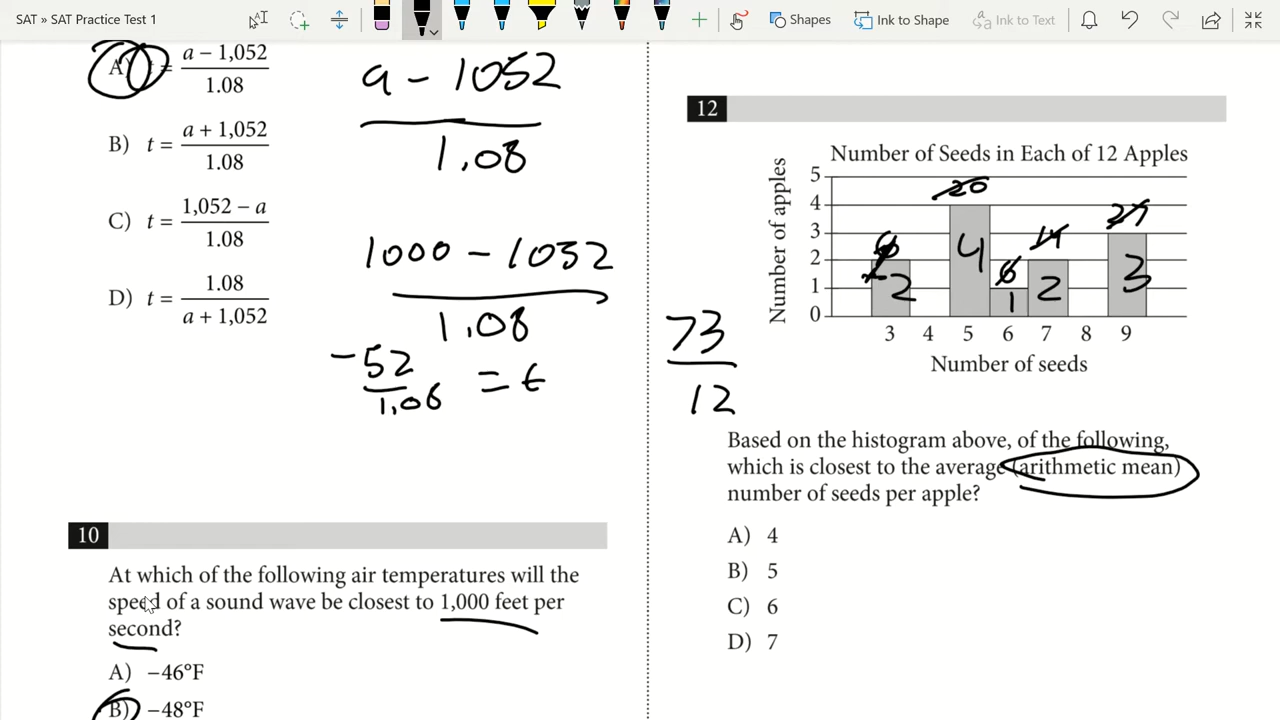 SAT » SAT Practice Test 1
Shapes
Ink to Shape
Ink to Text
A) t = a − 1,052 / 1.08
B) t = a + 1,052 / 1.08
C) t = 1,052 − a / 1.08
D) t = 1.08 / a + 1,052
a − 1052
1.08
1000 − 1052
1.08
−52
1.08 = t
10
At which of the following air temperatures will the
speed of a sound wave be closest to 1,000 feet per
second?
A) −46°F
B) −48°F
12
Number of Seeds in Each of 12 Apples
Number of apples
5
4
3
2
1
0
6 20 6 14 27
2 4 1 2 3
3 4 5 6 7 8 9
Number of seeds
73
12
Based on the histogram above, of the following,
which is closest to the average (arithmetic mean)
number of seeds per apple?
A) 4
B) 5
C) 6
D) 7